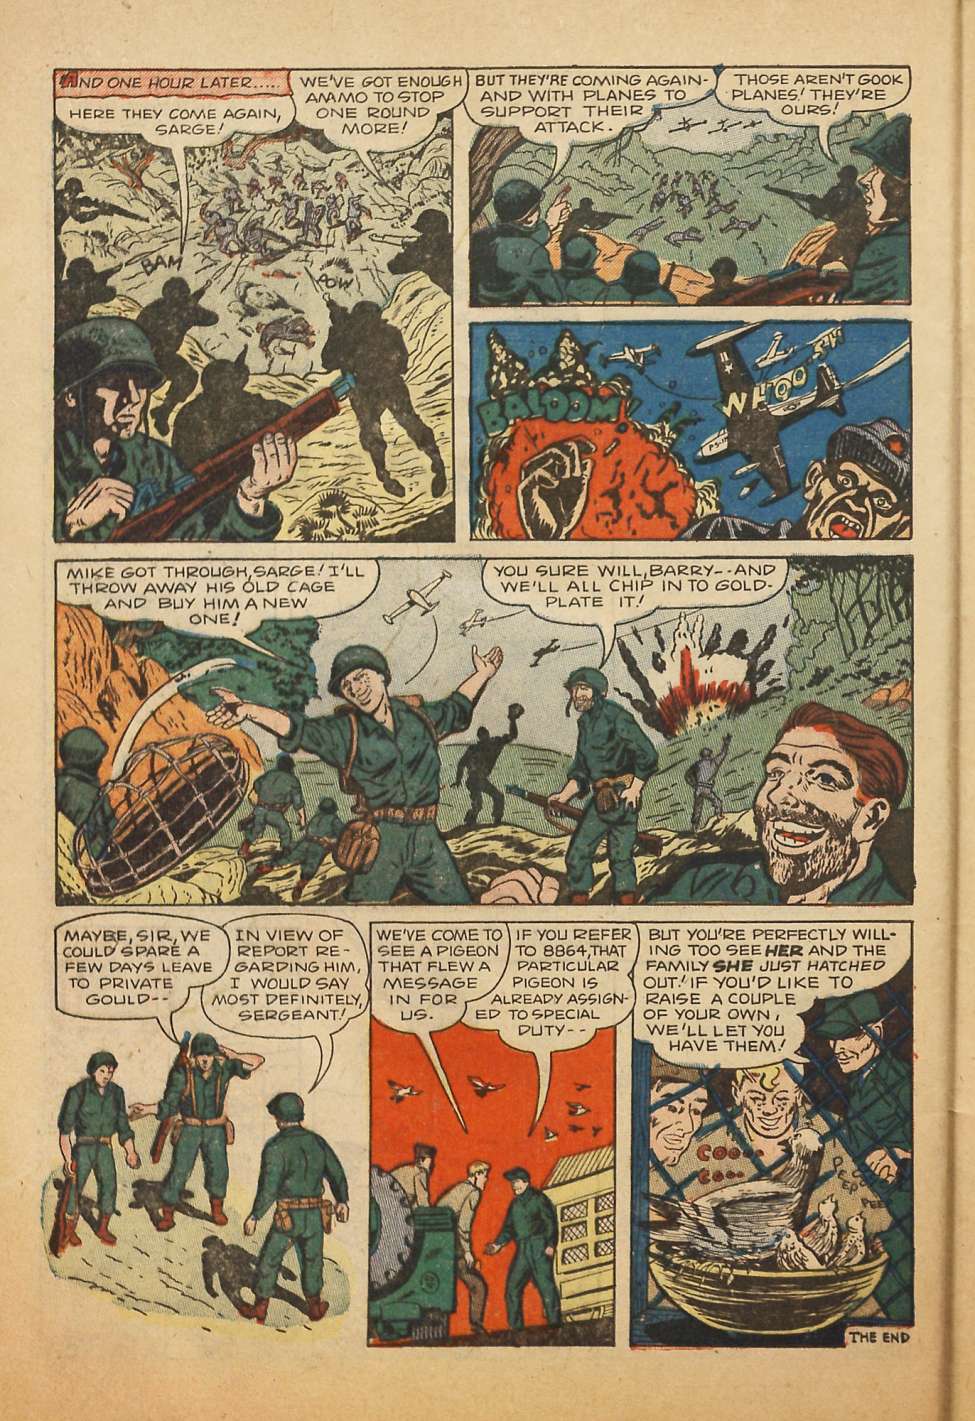 AND ONE HOUR LATER.....
HERE THEY COME AGAIN,
SARGE!
WE'VE GOT ENOUGH
AMMO TO STOP
ONE ROUND
MORE!
BAM
POW
BUT THEY'RE COMING AGAIN-
AND WITH PLANES TO
SUPPORT THEIR
ATTACK.
THOSE AREN'T GOOK
PLANES! THEY'RE
OURS!
BALOOM!
WHOO
SH
MIKE GOT THROUGH, SARGE! I'LL
THROW AWAY HIS OLD CAGE
AND BUY HIM A NEW
ONE!
YOU SURE WILL, BARRY--AND
WE'LL ALL CHIP IN TO GOLD-
PLATE IT!
MAYBE, SIR, WE
COULD SPARE A
FEW DAYS LEAVE
TO PRIVATE
GOULD--
IN VIEW OF
REPORT RE-
GARDING HIM,
I WOULD SAY
MOST DEFINITELY,
SERGEANT!
WE'VE COME TO
SEE A PIGEON
THAT FLEW A
MESSAGE
IN FOR
US.
IF YOU REFER
TO 8864, THAT
PARTICULAR
PIGEON IS
ALREADY ASSIGN-
ED TO SPECIAL
DUTY--
BUT YOU'RE PERFECTLY WILL-
ING TOO SEE HER AND THE
FAMILY SHE JUST HATCHED
OUT! IF YOU'D LIKE TO
RAISE A COUPLE
OF YOUR OWN,
WE'LL LET YOU
HAVE THEM!
COO--
COO--
THE END